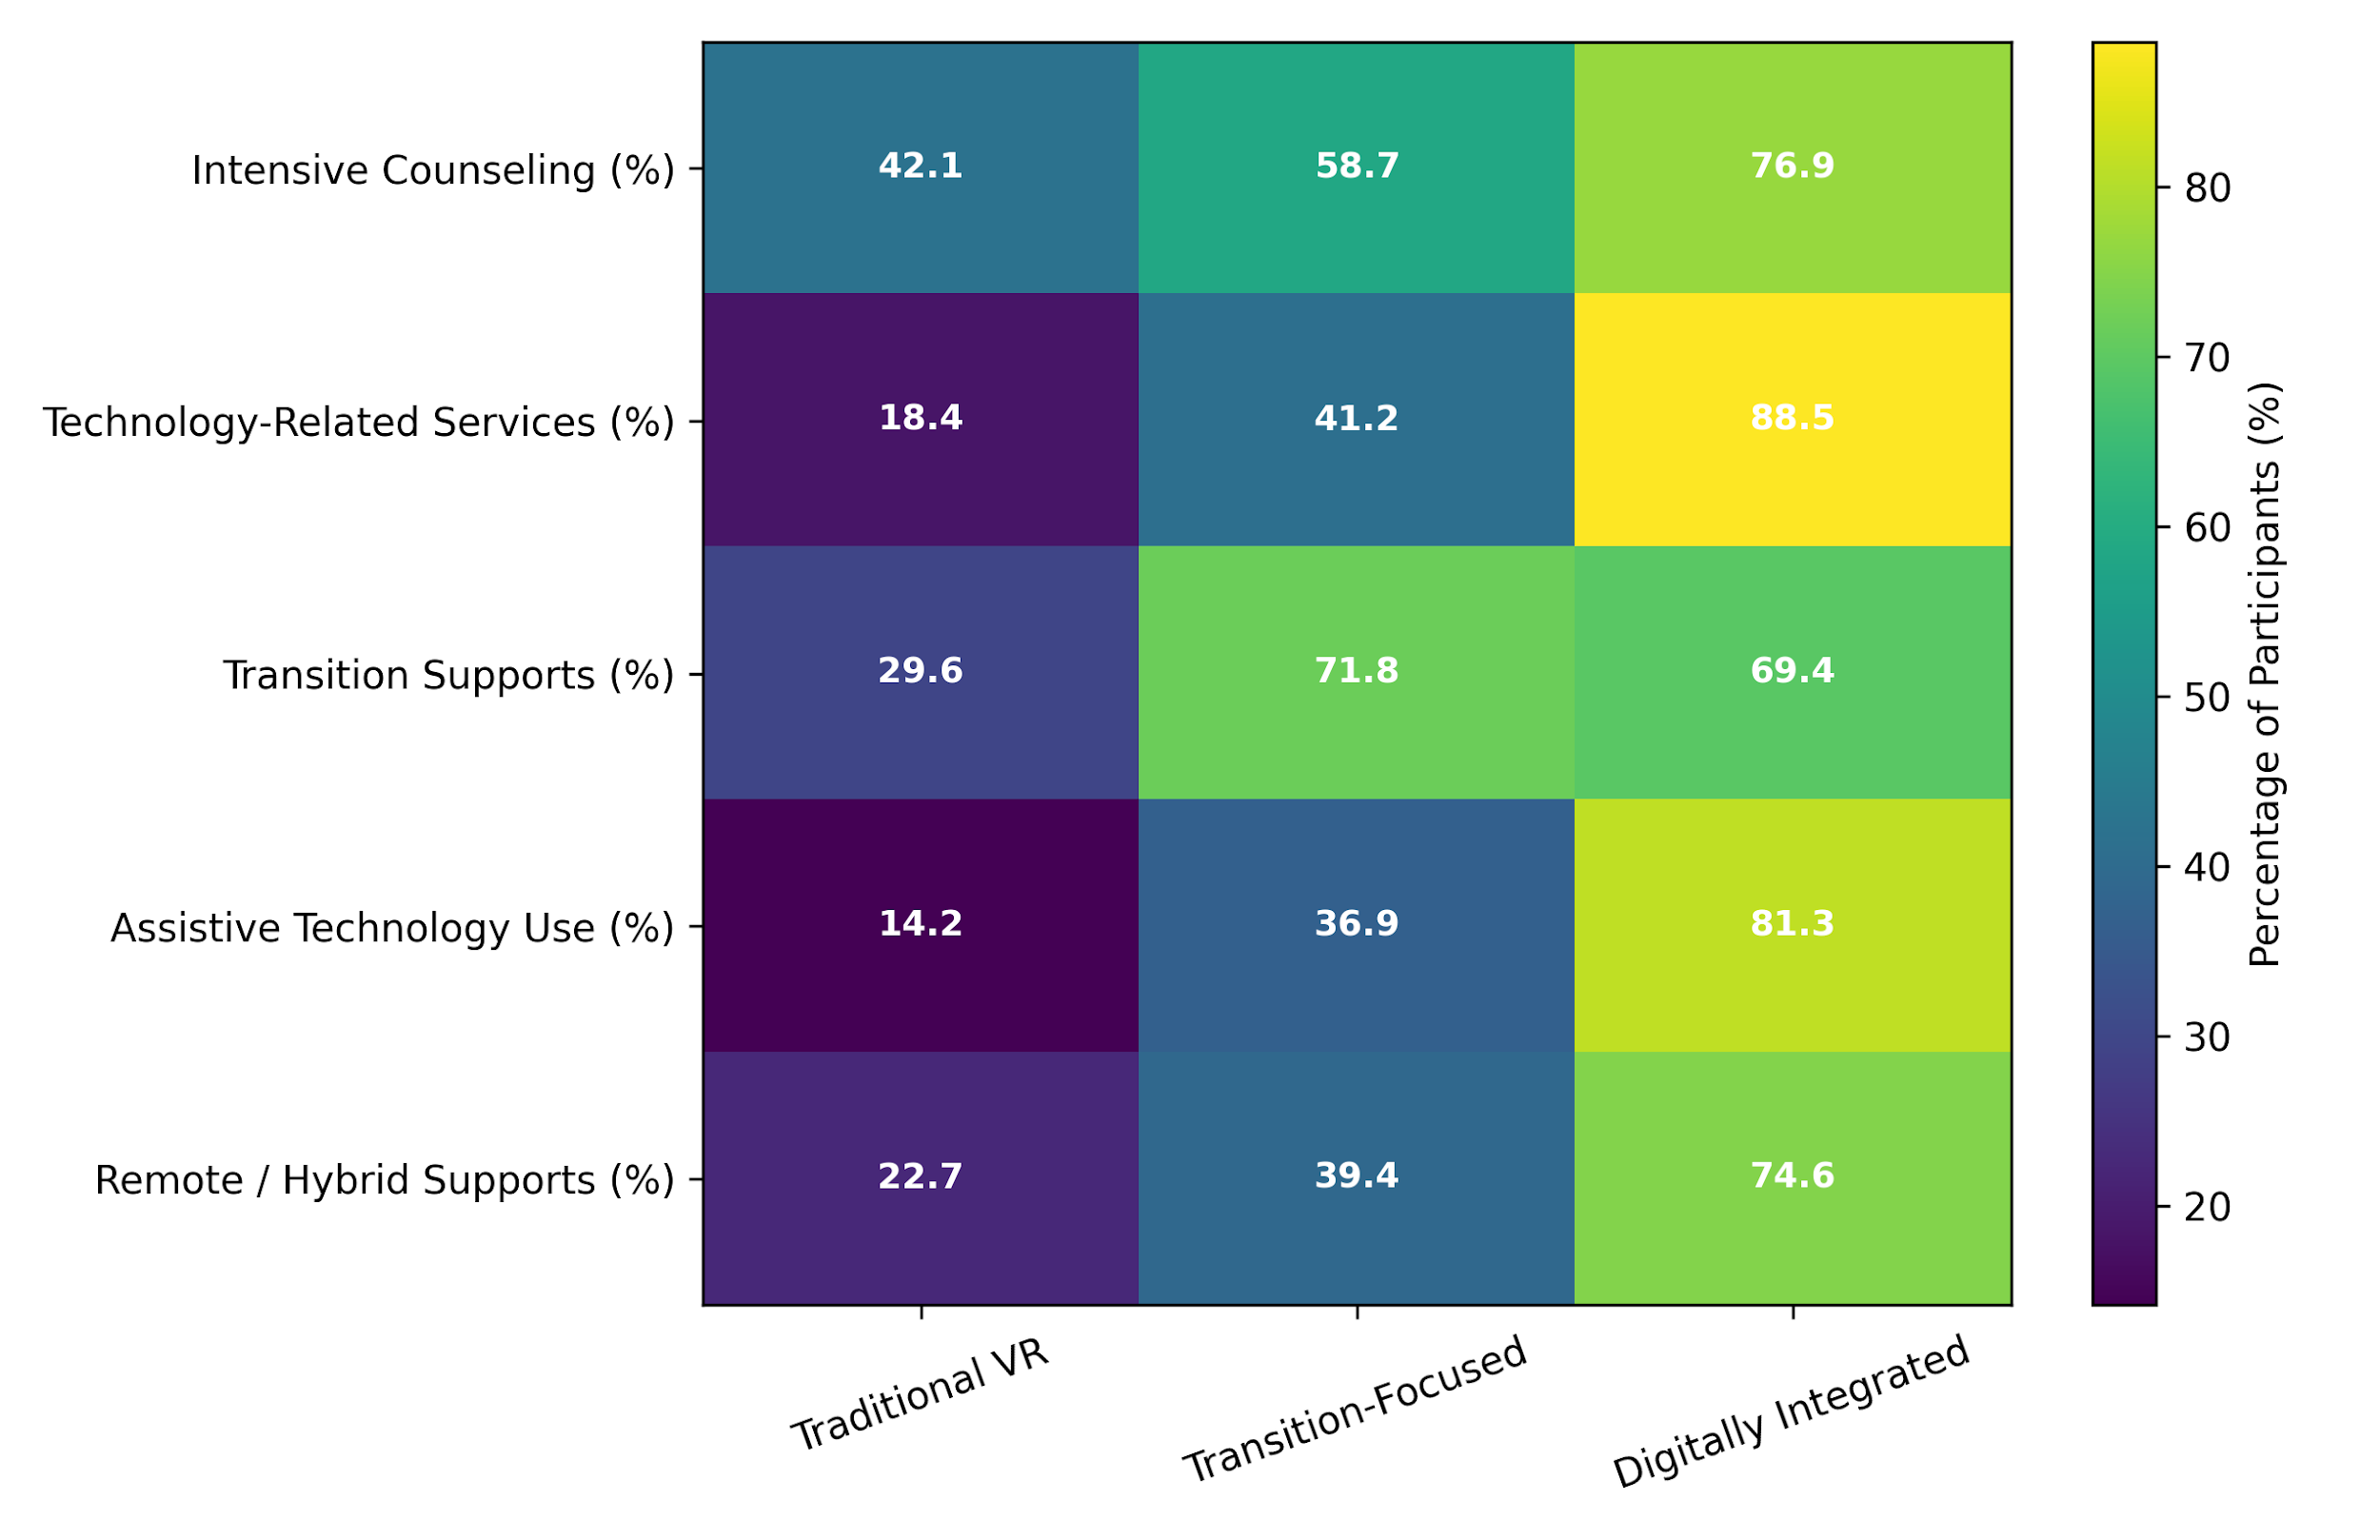 Intensive Counseling (%) 42.1 58.7 76.9
Technology-Related Services (%) 18.4 41.2 88.5
Transition Supports (%) 29.6 71.8 69.4
Assistive Technology Use (%) 14.2 36.9 81.3
Remote / Hybrid Supports (%) 22.7 39.4 74.6
Traditional VR
Transition-Focused
Digitally Integrated
80
70
60
50
40
30
20
Percentage of Participants (%)